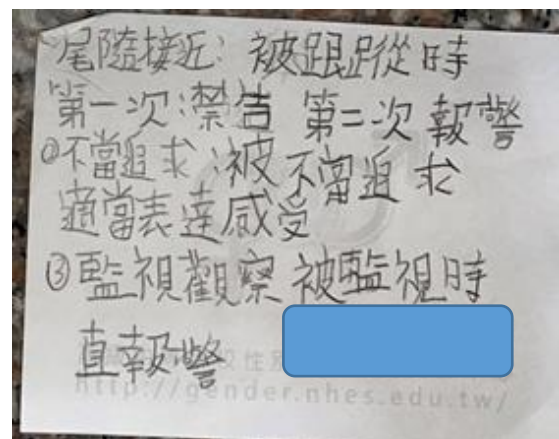 尾隨接近:被跟蹤時
第一次:警告 第二次報警
②不當追求:被不當追求
適當表達感受
③監視觀察被監視時
直報警
http://gender.nhes.edu.tw/